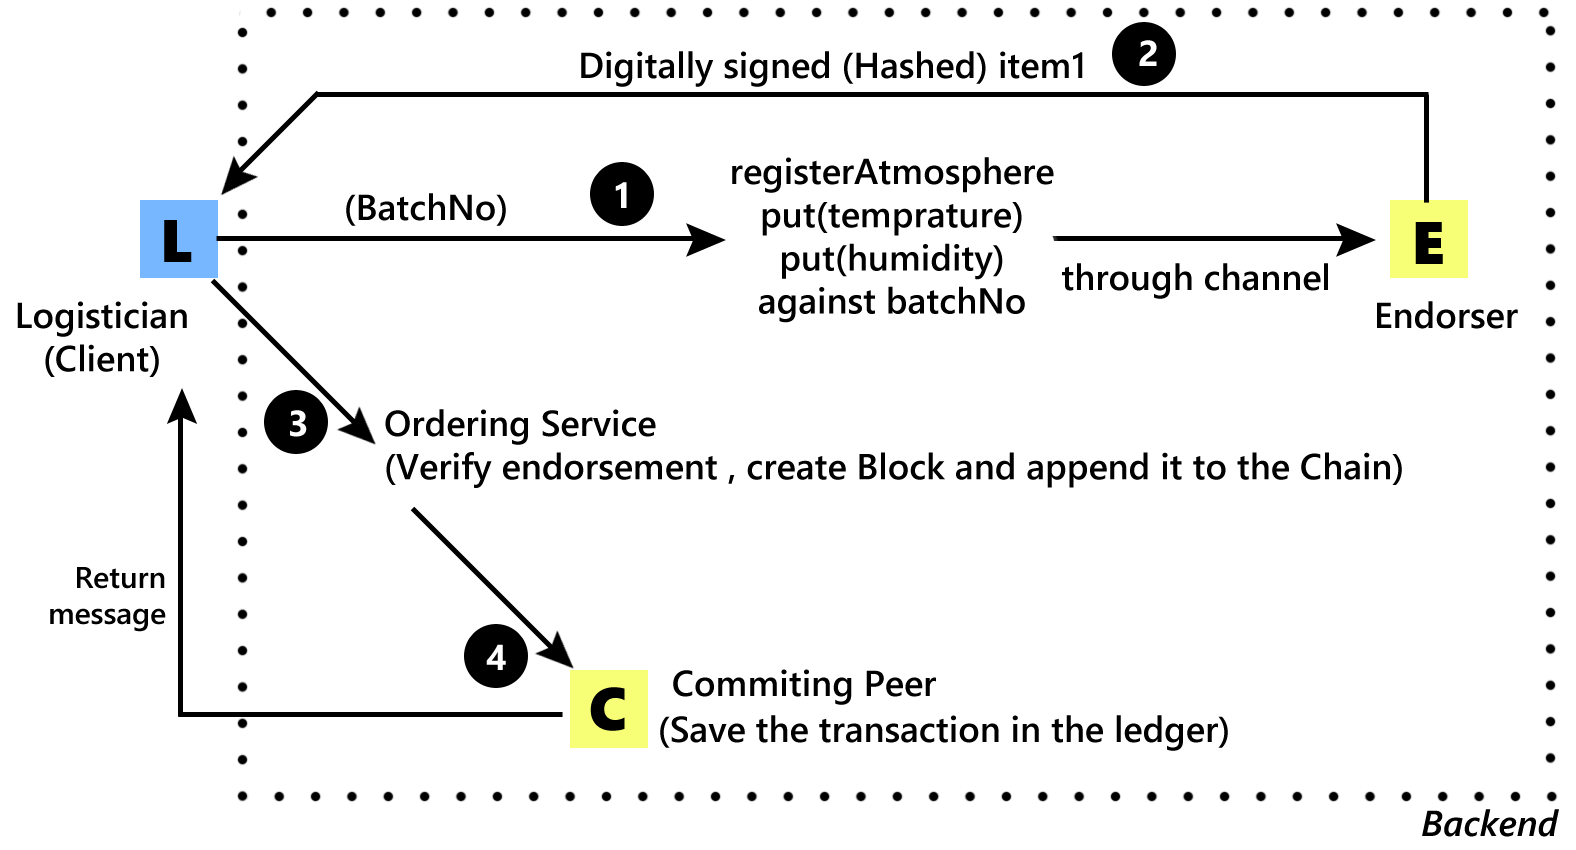 Digitally signed (Hashed) item1
2
registerAtmosphere
put(temprature)
put(humidity)
against batchNo
(BatchNo)
1
L
through channel
E
Logistician
(Client)
Endorser
3
Ordering Service
(Verify endorsement , create Block and append it to the Chain)
Return
message
4
C
Commiting Peer
(Save the transaction in the ledger)
Backend